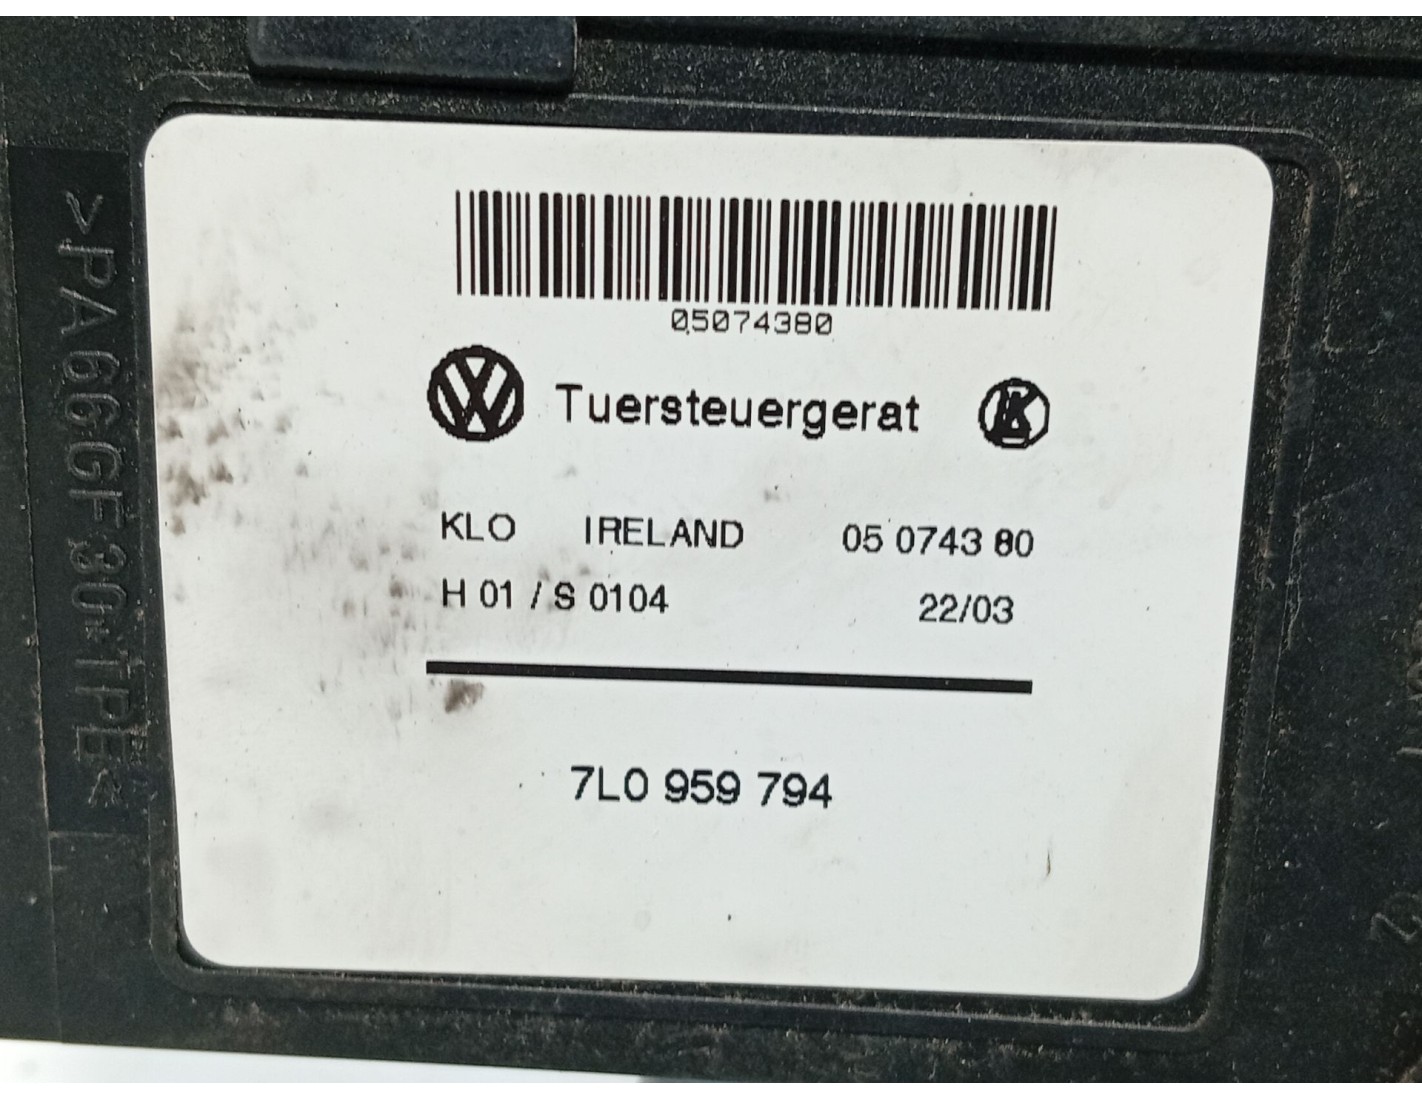 05074380
Tuersteuergerat
KLO IRELAND 05 0743 80
H 01 / S 0104 22/03
7L0 959 794
>PA66GF30+TPE<